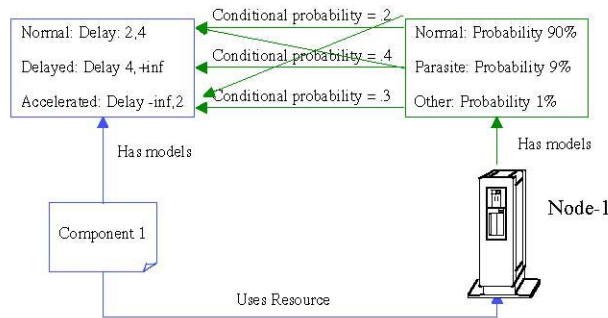 Conditional probability = .2
Normal: Delay: 2,4
Delayed: Delay 4,+inf
Accelerated: Delay -inf,2
Conditional probability = .4
Conditional probability = .3
Normal: Probability 90%
Parasite: Probability 9%
Other: Probability 1%
Has models
Has models
Component 1
Node-1
Uses Resource